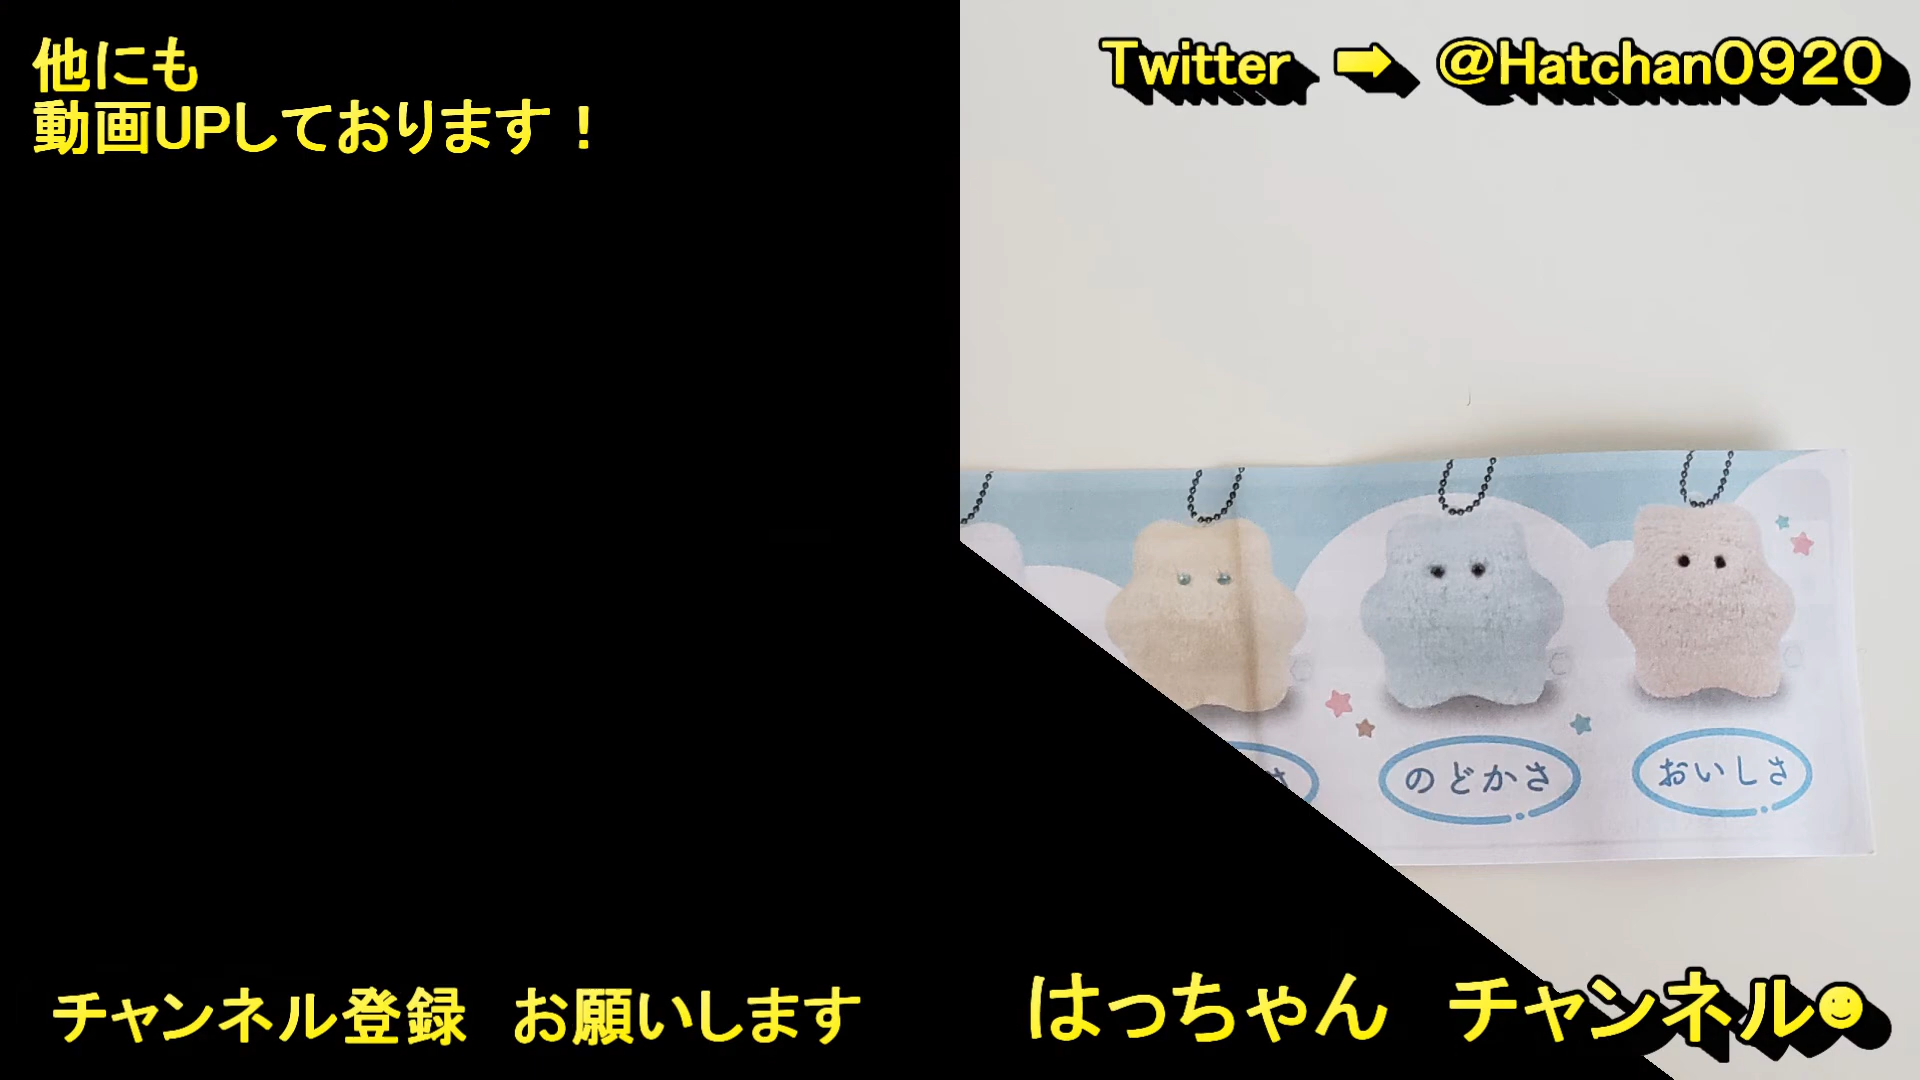 他にも
動画UPしております！
Twitter ➡ @Hatchan0920
のどかさ
おいしさ
チャンネル登録　お願いします
はっちゃん　チャンネル☻